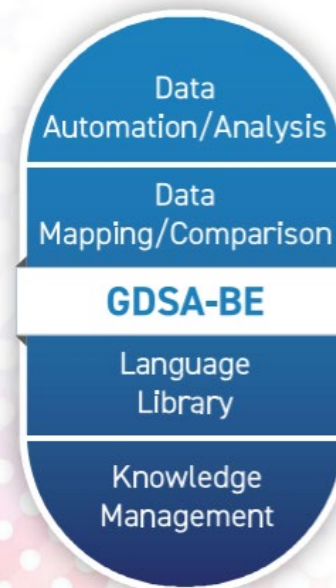 Data
Automation/Analysis
Data
Mapping/Comparison
GDSA-BE
Language
Library
Knowledge
Management